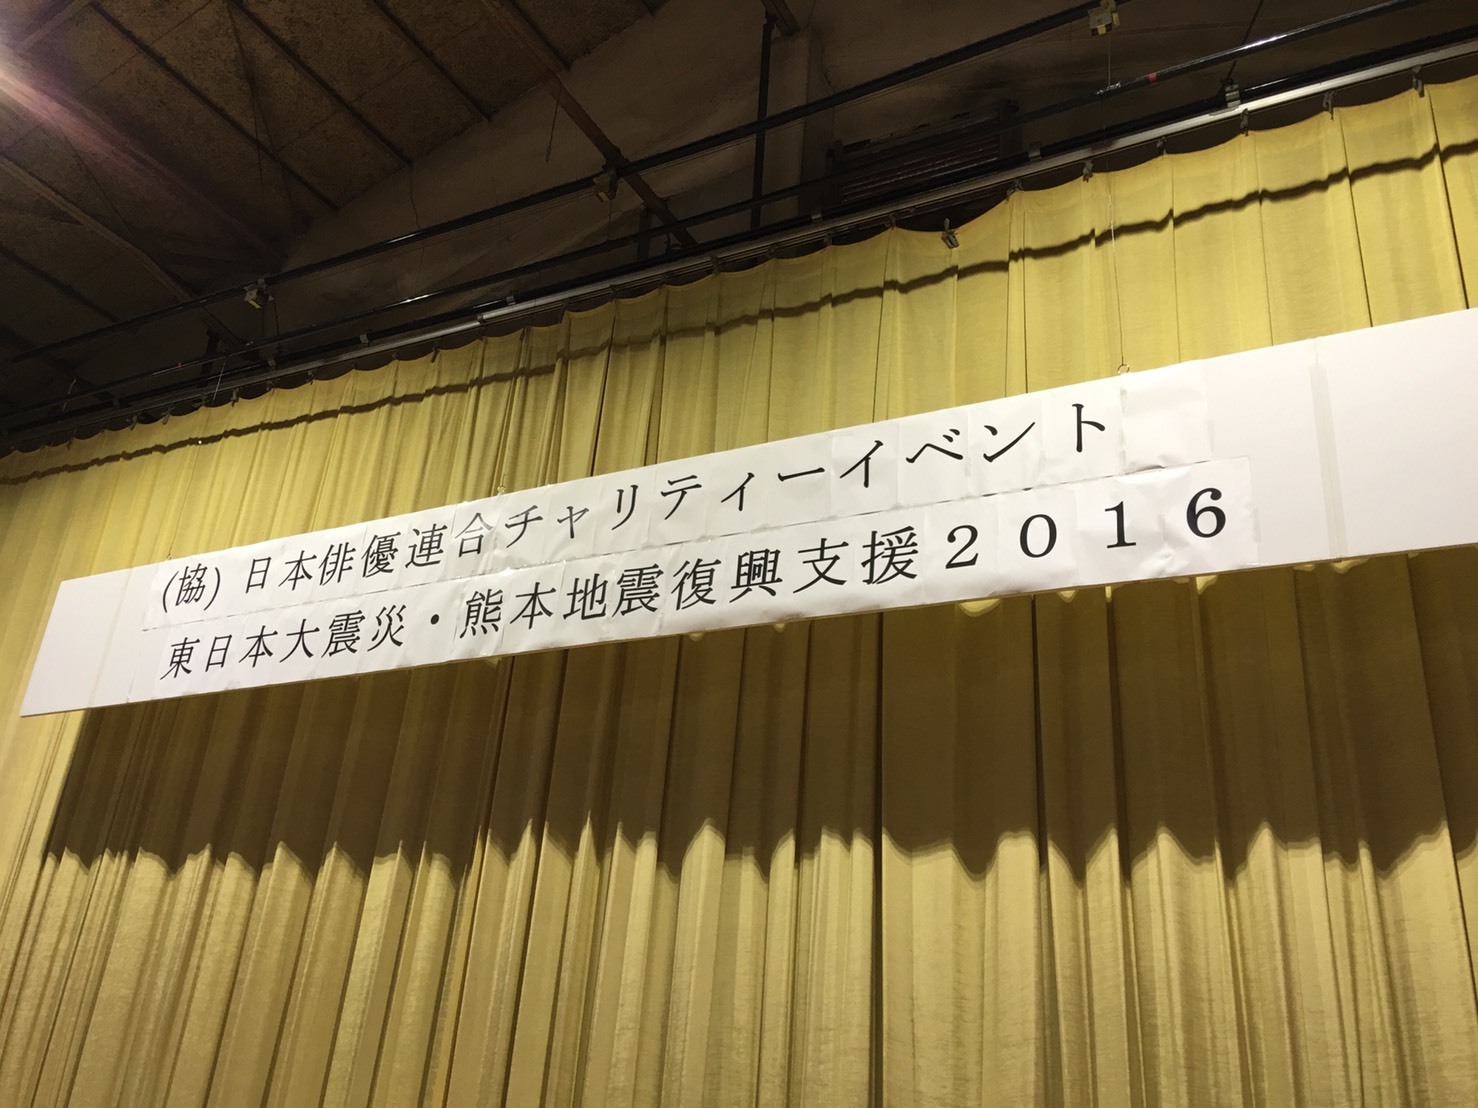 (協) 日本俳優連合チャリティーイベント
東日本大震災・熊本地震復興支援２０１６